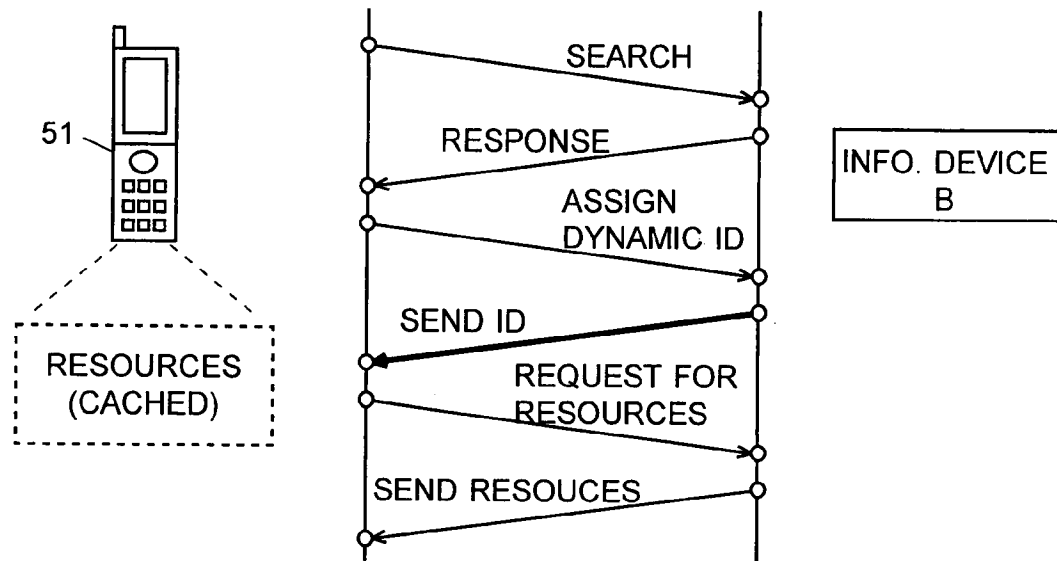 SEARCH
51
RESPONSE
INFO. DEVICE
B
ASSIGN
DYNAMIC ID
SEND ID
RESOURCES
(CACHED)
REQUEST FOR
RESOURCES
SEND RESOUCES